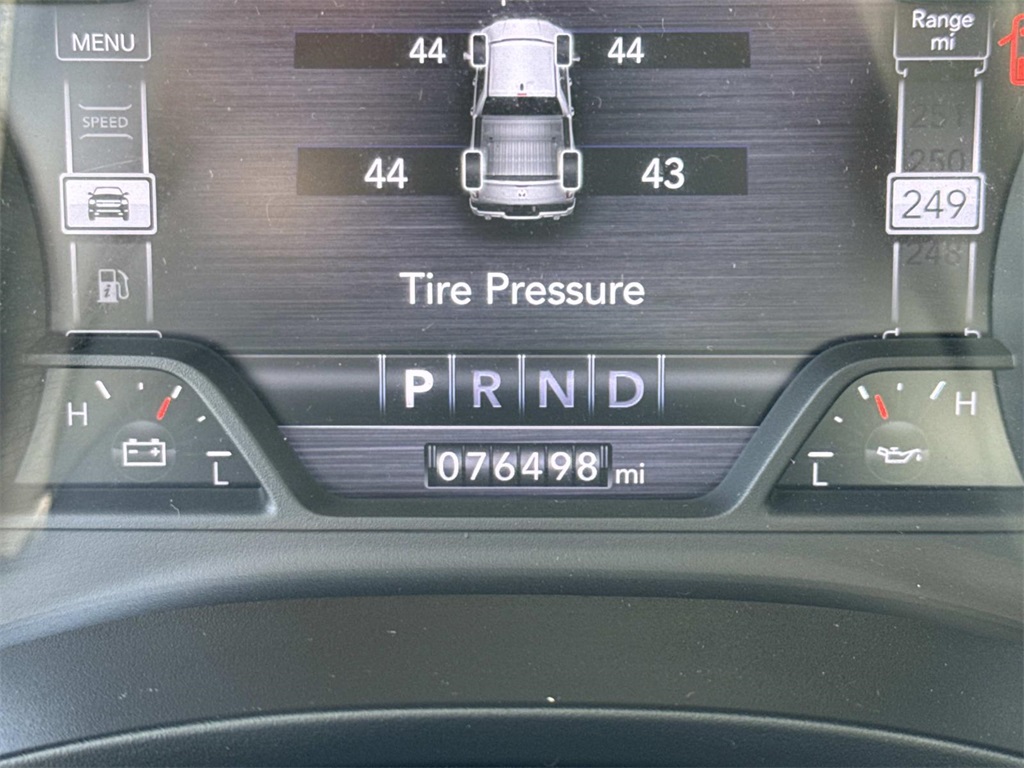 MENU
44 44
Range
mi
251
SPEED
250
44 43
249
248
Tire Pressure
P R N D
H
H
L
L
076498 mi